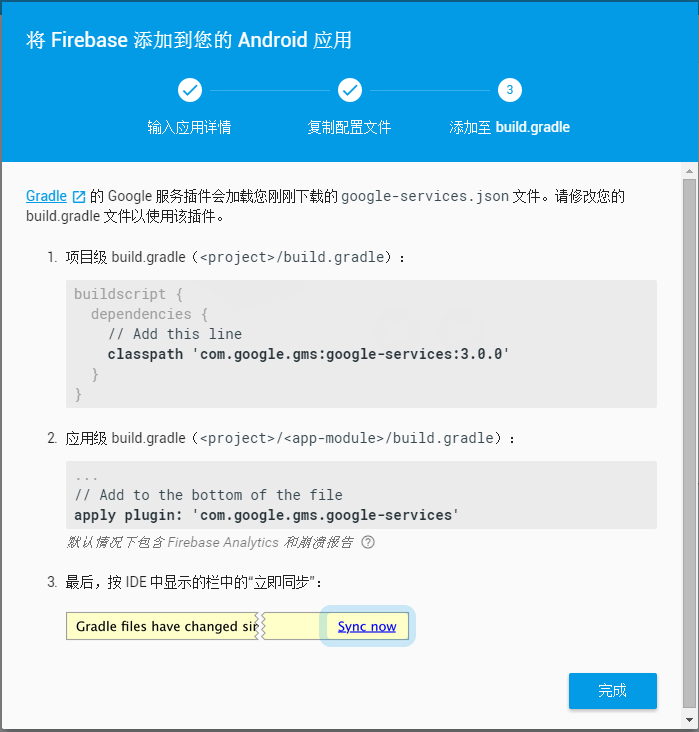 将 Firebase 添加到您的 Android 应用
3
输入应用详情 复制配置文件 添加至 build.gradle
Gradle 的 Google 服务插件会加载您刚刚下载的 google-services.json 文件。请修改您的
build.gradle 文件以使用该插件。
1. 项目级 build.gradle（<project>/build.gradle）：
buildscript {
dependencies {
// Add this line
classpath 'com.google.gms:google-services:3.0.0'
}
}
2. 应用级 build.gradle（<project>/<app-module>/build.gradle）：
...
// Add to the bottom of the file
apply plugin: 'com.google.gms.google-services'
默认情况下包含 Firebase Analytics 和崩溃报告 ?
3. 最后，按 IDE 中显示的栏中的“立即同步”：
Gradle files have changed sin Sync now
完成